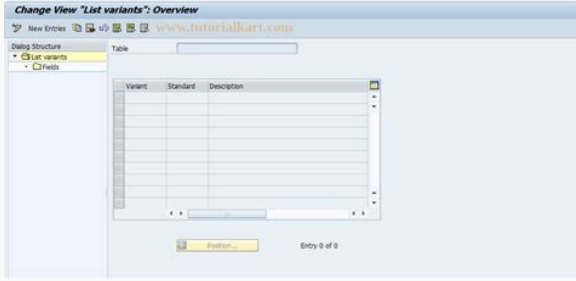 Change View "List variants": Overview
New Entries
www.tutorialkart.com
Dialog Structure
List variants
Fields
Table
Variant Standard Description
Position...
Entry 0 of 0